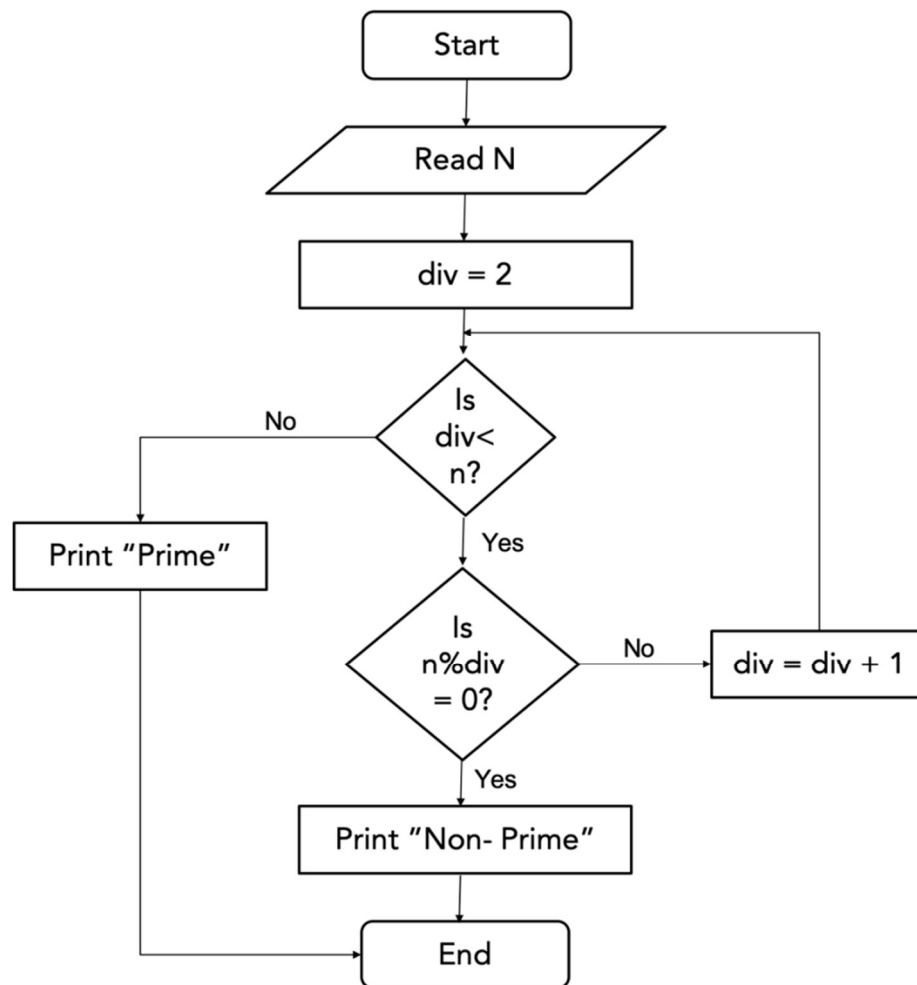 Start
Read N
div = 2
Is
div<
n?
No
Print “Prime”
Yes
Is
n%div
= 0?
No
div = div + 1
Yes
Print “Non- Prime”
End